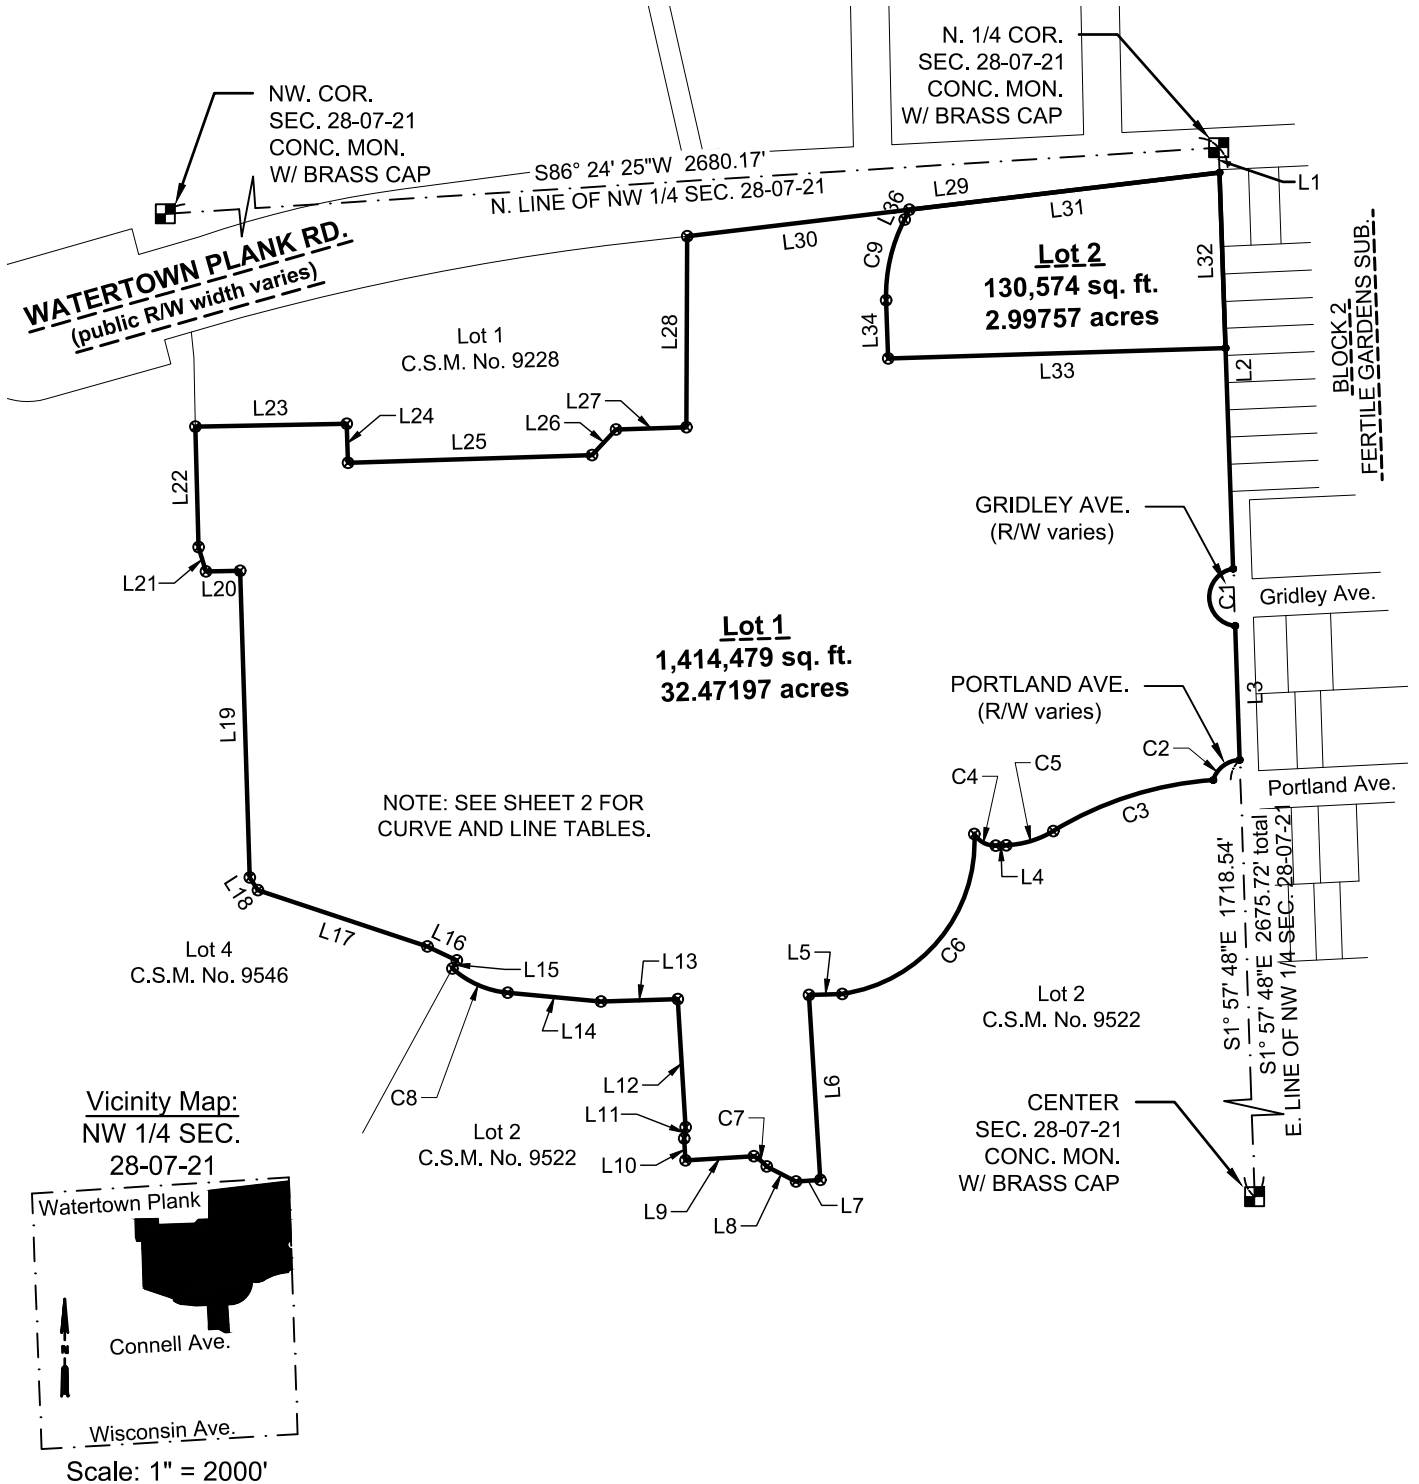 N. 1/4 COR.
SEC. 28-07-21
CONC. MON.
W/ BRASS CAP
NW. COR.
SEC. 28-07-21
CONC. MON.
W/ BRASS CAP
S86° 24' 25"W 2680.17'
N. LINE OF NW 1/4 SEC. 28-07-21
L1
L29
L36
L31
L30
C9
L32
WATERTOWN PLANK RD.
(public R/W width varies)
Lot 2
130,574 sq. ft.
2.99757 acres
BLOCK 2
FERTILE GARDENS SUB.
Lot 1
C.S.M. No. 9228
L28
L34
L33
L2
L23
L24
L27
L26
L25
L22
GRIDLEY AVE.
(R/W varies)
L21
L20
C1
Gridley Ave.
Lot 1
1,414,479 sq. ft.
32.47197 acres
PORTLAND AVE.
(R/W varies)
L3
L19
C2
C5
C4
Portland Ave.
NOTE: SEE SHEET 2 FOR
CURVE AND LINE TABLES.
C3
L4
L18
L17
L16
Lot 4
C.S.M. No. 9546
L15
L13
L5
C6
L14
Lot 2
C.S.M. No. 9522
S1° 57' 48"E 1718.54'
S1° 57' 48"E 2675.72' total
E. LINE OF NW 1/4 SEC. 28-07-21
L12
L6
C8
L11
C7
Lot 2
C.S.M. No. 9522
L10
L9
L8
L7
CENTER
SEC. 28-07-21
CONC. MON.
W/ BRASS CAP
Vicinity Map:
NW 1/4 SEC.
28-07-21
Watertown Plank
N
Connell Ave.
Wisconsin Ave.
Scale: 1" = 2000'